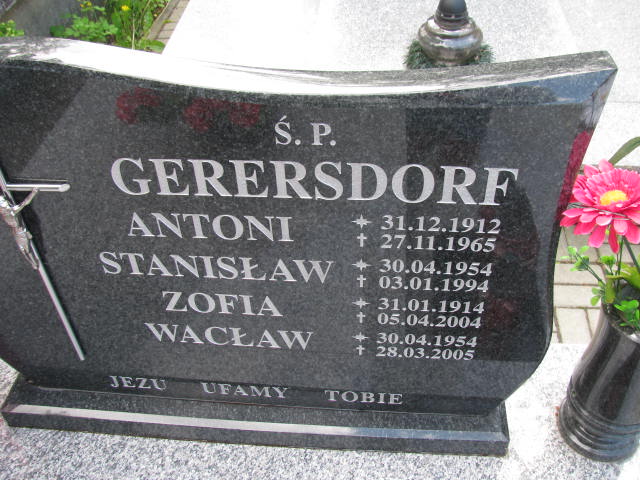 Ś. P.
GERERSDORF
ANTONI ✦ 31.12.1912
✝ 27.11.1965
STANISŁAW ✦ 30.04.1954
✝ 03.01.1994
ZOFIA ✦ 31.01.1914
✝ 05.04.2004
WACŁAW ✦ 30.04.1954
✝ 28.03.2005
JEZU UFAMY TOBIE